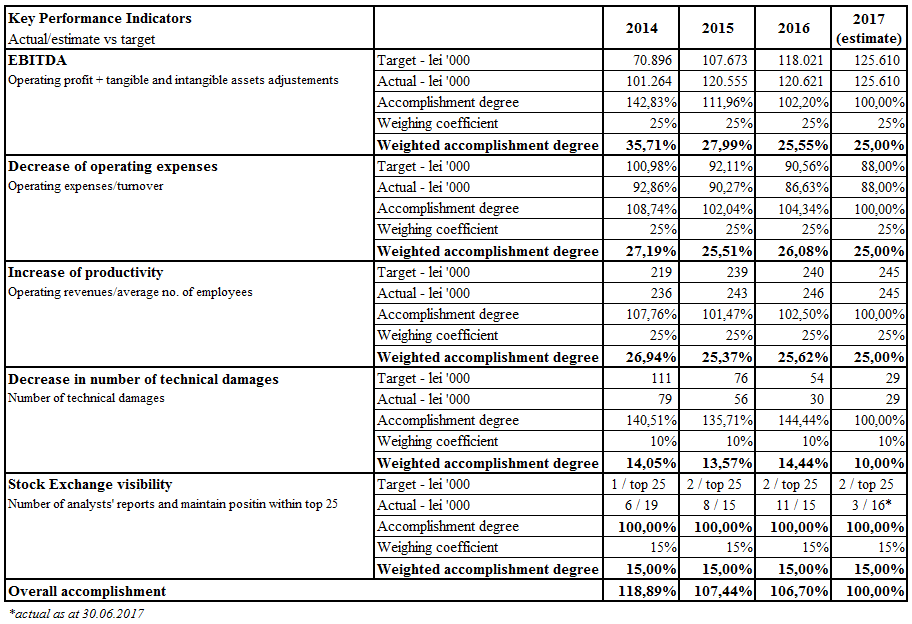 Key Performance Indicators 2014 2015 2016 2017
Actual/estimate vs target (estimate)
EBITDA Target - lei '000 70.896 107.673 118.021 125.610
Operating profit + tangible and intangible assets adjustements Actual - lei '000 101.264 120.555 120.621 125.610
Accomplishment degree 142,83% 111,96% 102,20% 100,00%
Weighing coefficient 25% 25% 25% 25%
Weighted accomplishment degree 35,71% 27,99% 25,55% 25,00%
Decrease of operating expenses Target - lei '000 100,98% 92,11% 90,56% 88,00%
Operating expenses/turnover Actual - lei '000 92,86% 90,27% 86,63% 88,00%
Accomplishment degree 108,74% 102,04% 104,34% 100,00%
Weighing coefficient 25% 25% 25% 25%
Weighted accomplishment degree 27,19% 25,51% 26,08% 25,00%
Increase of productivity Target - lei '000 219 239 240 245
Operating revenues/average no. of employees Actual - lei '000 236 243 246 245
Accomplishment degree 107,76% 101,47% 102,50% 100,00%
Weighing coefficient 25% 25% 25% 25%
Weighted accomplishment degree 26,94% 25,37% 25,62% 25,00%
Decrease in number of technical damages Target - lei '000 111 76 54 29
Number of technical damages Actual - lei '000 79 56 30 29
Accomplishment degree 140,51% 135,71% 144,44% 100,00%
Weighing coefficient 10% 10% 10% 10%
Weighted accomplishment degree 14,05% 13,57% 14,44% 10,00%
Stock Exchange visibility Target - lei '000 1 / top 25 2 / top 25 2 / top 25 2 / top 25
Number of analysts' reports and maintain positin within top 25 Actual - lei '000 6 / 19 8 / 15 11 / 15 3 / 16*
Accomplishment degree 100,00% 100,00% 100,00% 100,00%
Weighing coefficient 15% 15% 15% 15%
Weighted accomplishment degree 15,00% 15,00% 15,00% 15,00%
Overall accomplishment 118,89% 107,44% 106,70% 100,00%
*actual as at 30.06.2017